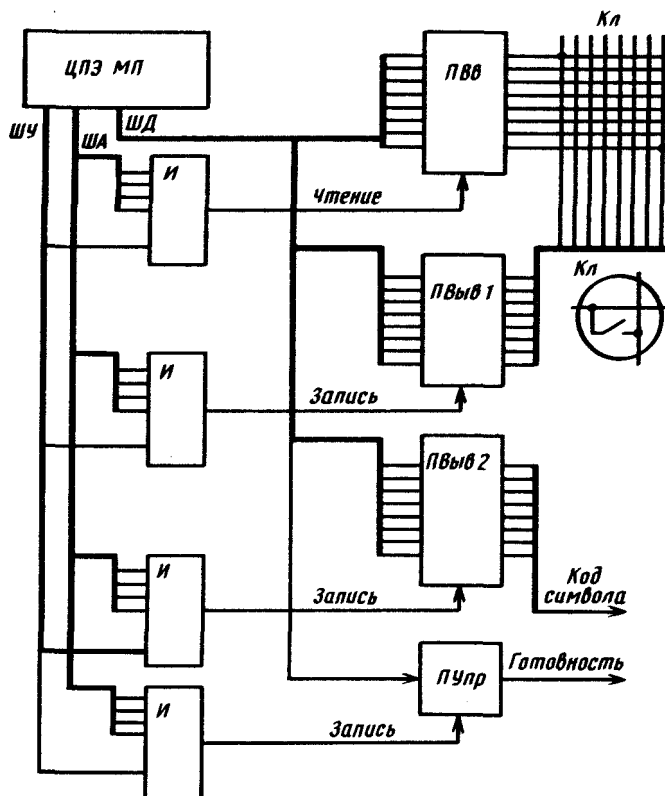 Кл
ЦПЭ МП
ПВв
ШУ
ША
ШД
И
Чтение
Кл
ПВыв 1
И
Запись
ПВыв 2
И
Запись
Код
символа
ПУпр
Готовность
И
Запись